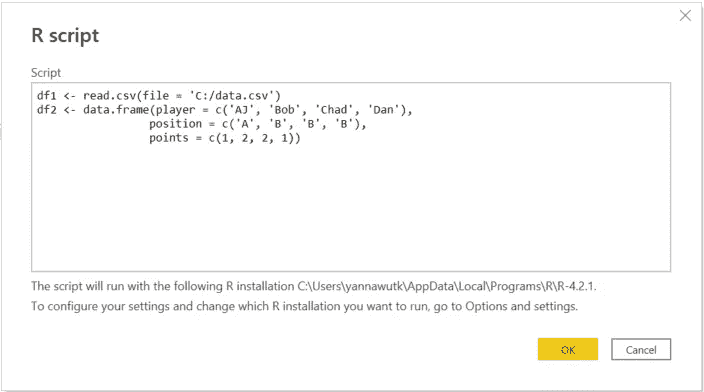 R script
Script
df1 <- read.csv(file = 'C:/data.csv')
df2 <- data.frame(player = c('AJ', 'Bob', 'Chad', 'Dan'),
                  position = c('A', 'B', 'B', 'B'),
                  points = c(1, 2, 2, 1))
The script will run with the following R installation C:\Users\yannawutk\AppData\Local\Programs\R\R-4.2.1.
To configure your settings and change which R installation you want to run, go to Options and settings.
OK
Cancel